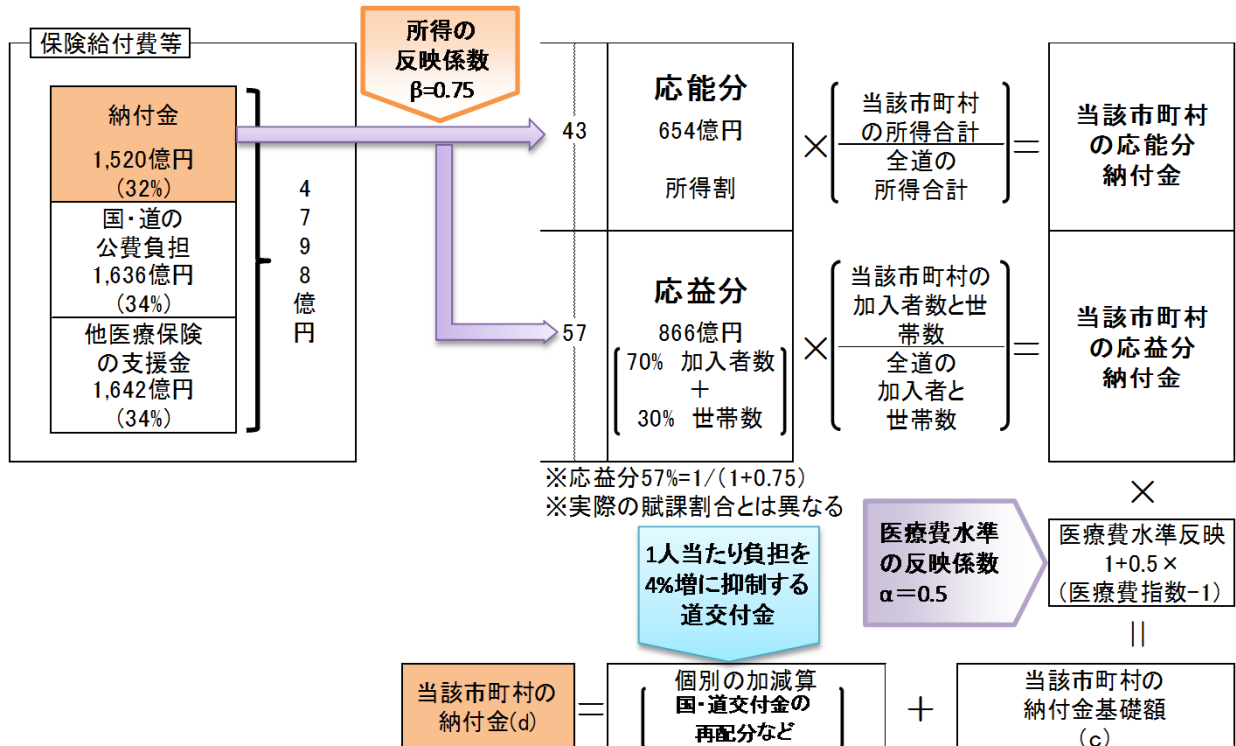 保険給付費等
納付金
1,520億円
(32%)
国・道の
公費負担
1,636億円
(34%)
他医療保険
の支援金
1,642億円
(34%)
4
7
9
8
億
円
所得の
反映係数
β=0.75
43
応能分
654億円
所得割
×
当該市町村
の所得合計
全道の
所得合計
=
当該市町村
の応能分
納付金
57
応益分
866億円
70% 加入者数
+
30% 世帯数
×
当該市町村の
加入者数と世
帯数
全道の
加入者と
世帯数
=
当該市町村
の応益分
納付金
※応益分57%=1/(1+0.75)
※実際の賦課割合とは異なる
×
医療費水準
の反映係数
α=0.5
医療費水準反映
1+0.5×
(医療費指数-1)
||
1人当たり負担を
4%増に抑制する
道交付金
当該市町村の
納付金(d)
=
個別の加減算
国・道交付金の
再配分など
+
当該市町村の
納付金基礎額
(c)